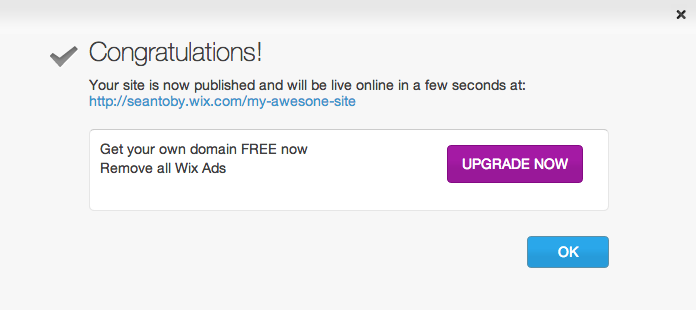 Congratulations!
Your site is now published and will be live online in a few seconds at:
http://seantoby.wix.com/my-awesone-site
Get your own domain FREE now
Remove all Wix Ads
UPGRADE NOW
OK